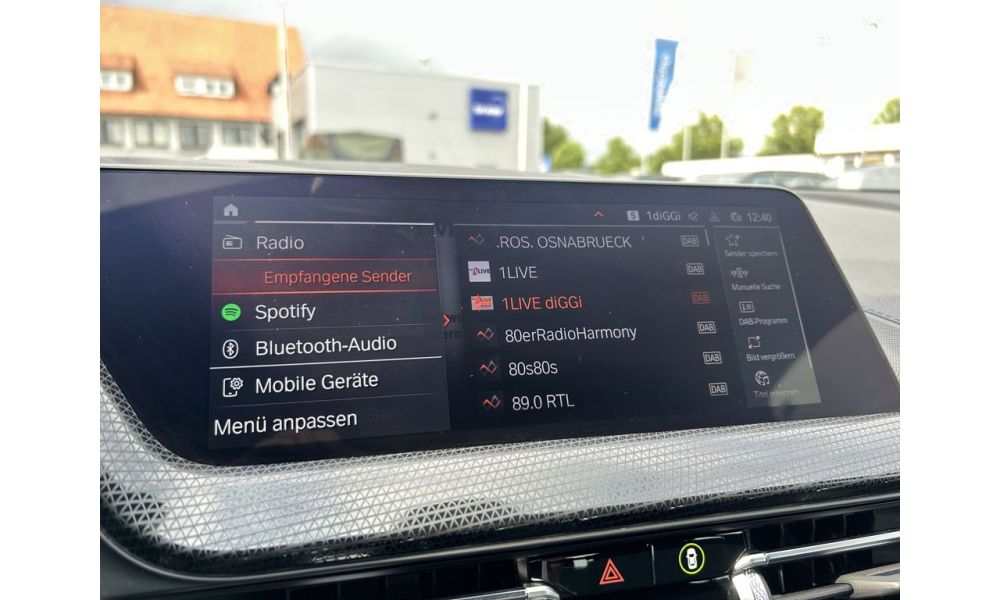 5 1diGGi 12:40
Radio
Empfangene Sender
Spotify
Bluetooth-Audio
Mobile Geräte
Menü anpassen
.ROS. OSNABRUECK DAB
1LIVE DAB
1LIVE diGGi DAB
80erRadioHarmony DAB
80s80s DAB
89.0 RTL DAB
Sender speichern
Manuelle Suche
DAB-Programm
Bild vergrößern
Titel erkennen